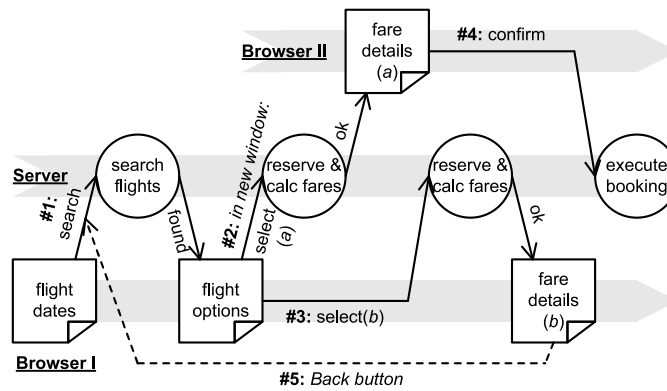 Browser II
fare
details
(a)
#4: confirm
Server
#1:
search
search
flights
found
#2: in new window:
select
(a)
reserve &
calc fares
ok
reserve &
calc fares
ok
execute
booking
flight
dates
flight
options
#3: select(b)
fare
details
(b)
Browser I
#5: Back button